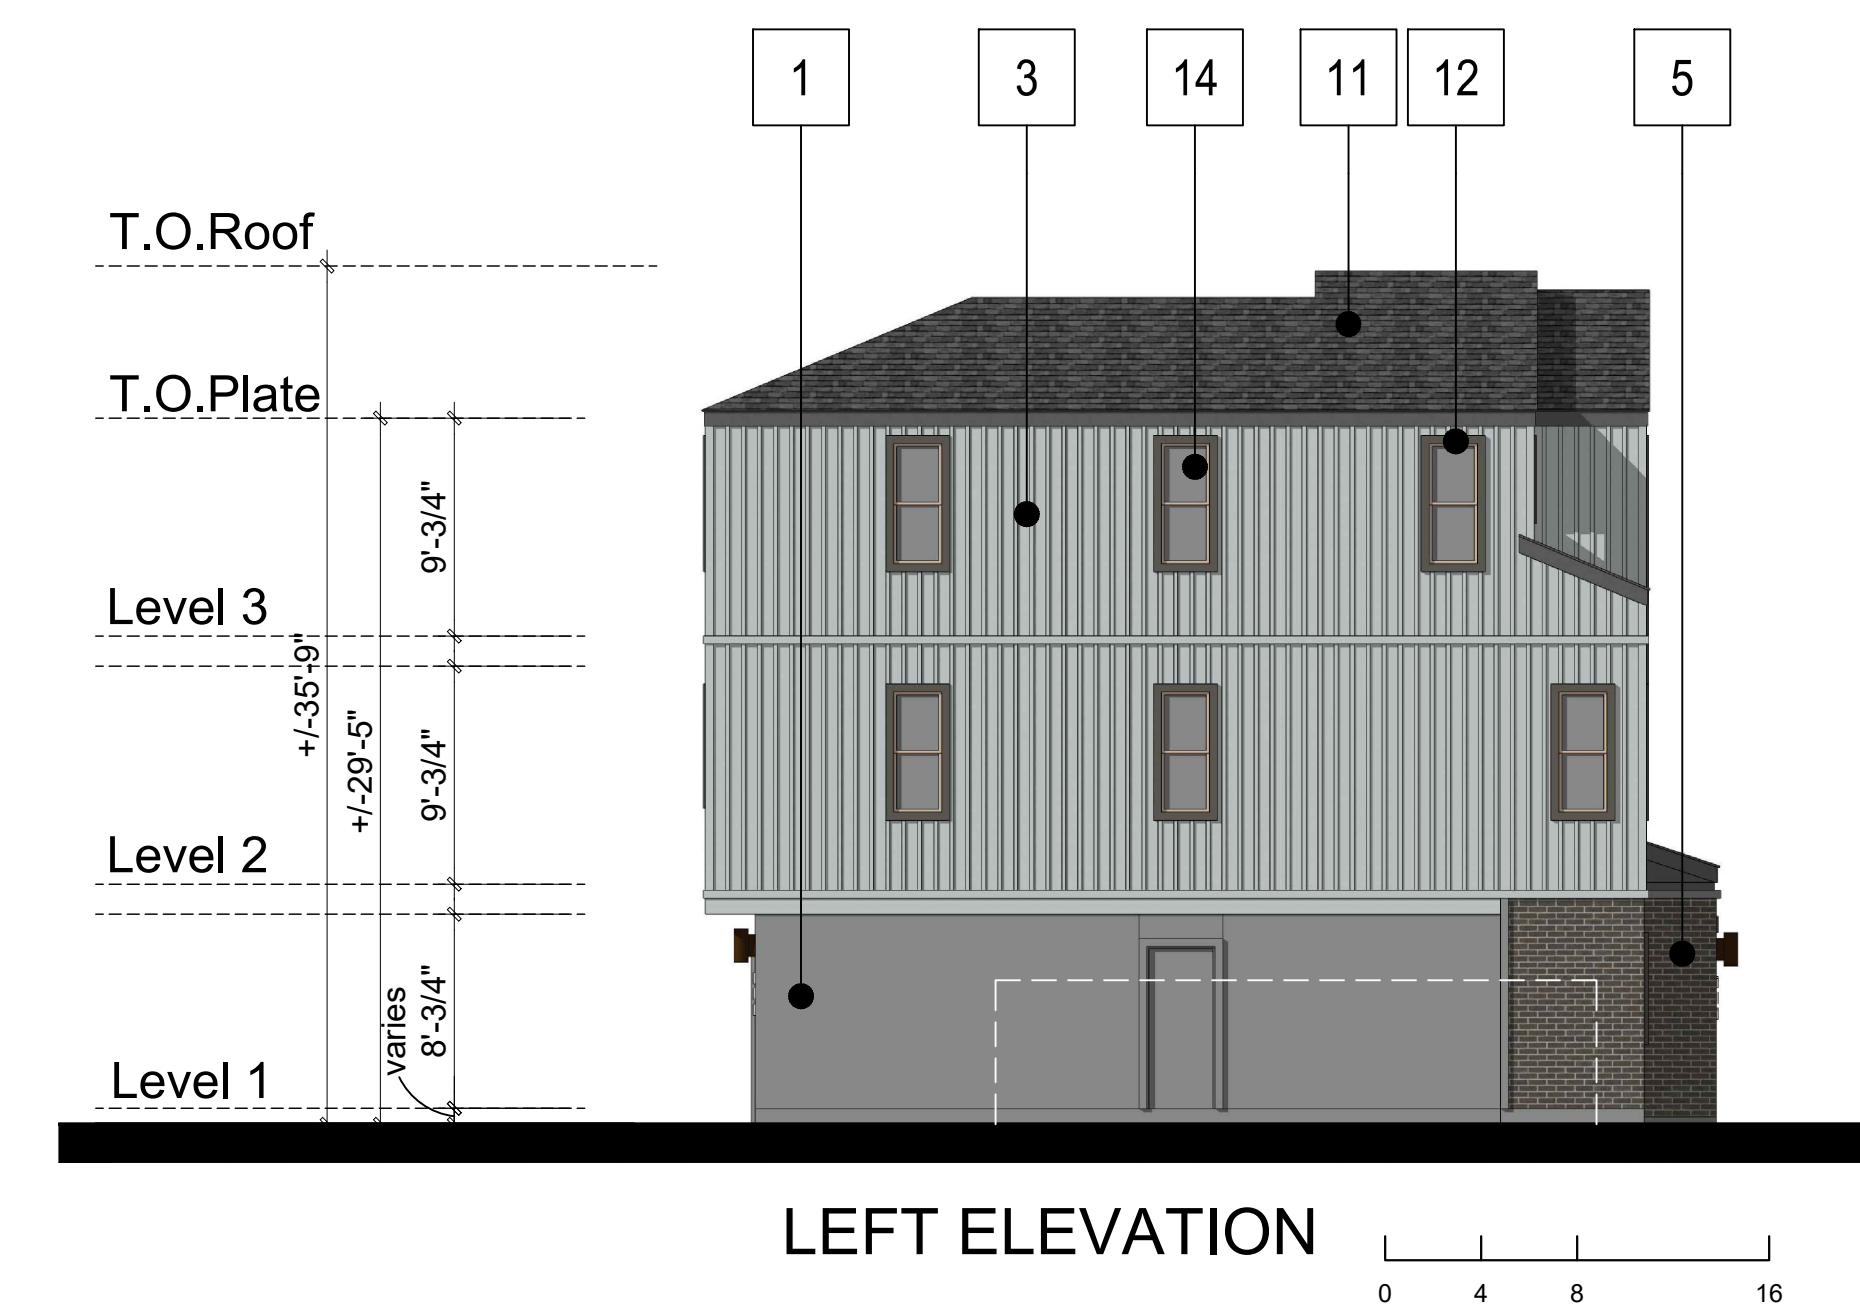 1 3 14 11 12 5
T.O.Roof
T.O.Plate
9'-3/4"
Level 3
+/-35'-9"
+/-29'-5"
9'-3/4"
Level 2
8'-3/4"
varies
Level 1
LEFT ELEVATION
0 4 8 16